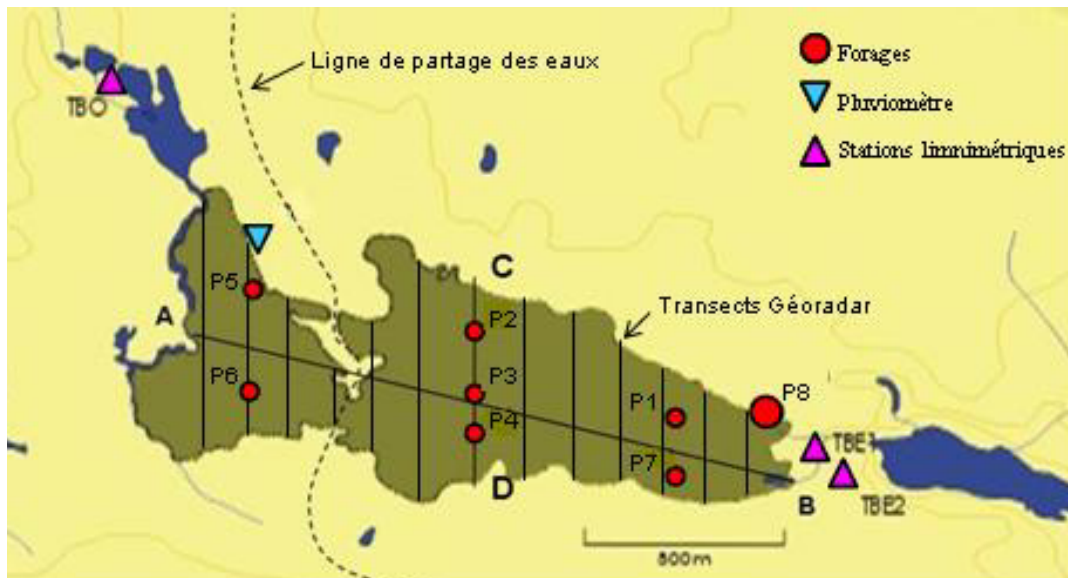 Ligne de partage des eaux
Forages
Pluviomètre
Stations limnimétriques
TBO
C
P5
Transects Géoradar
A
P2
P6
P3
P8
P1
P4
TBE1
P7
D
B
TBE2
500m